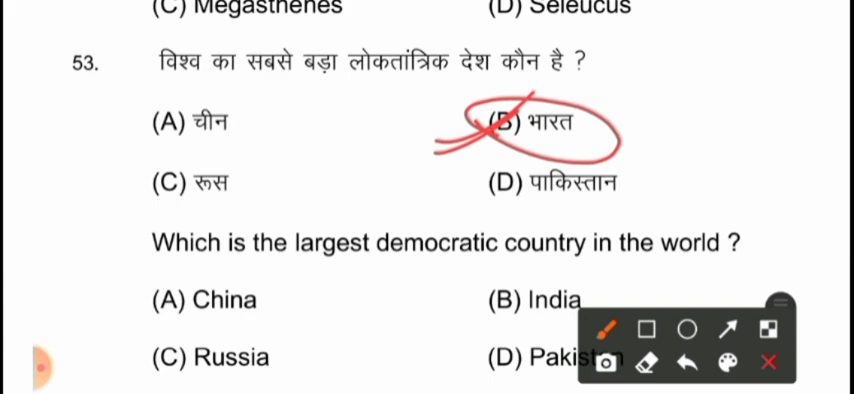 (C) Megasthenes (D) Seleucus
53. विश्व का सबसे बड़ा लोकतांत्रिक देश कौन है ?
(A) चीन (B) भारत
(C) रूस (D) पाकिस्तान
Which is the largest democratic country in the world ?
(A) China (B) India
(C) Russia (D) Pakistan